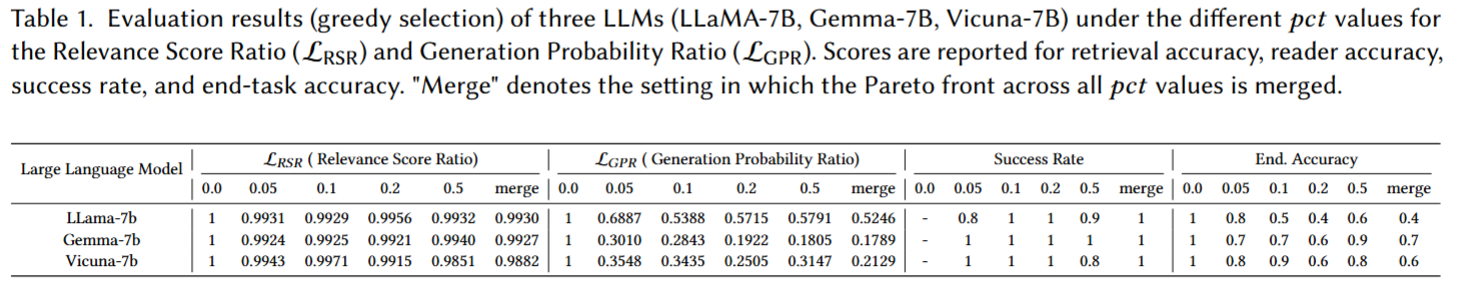 Table 1. Evaluation results (greedy selection) of three LLMs (LLaMA-7B, Gemma-7B, Vicuna-7B) under the different pct values for
the Relevance Score Ratio (ℒRSR) and Generation Probability Ratio (ℒGPR). Scores are reported for retrieval accuracy, reader accuracy,
success rate, and end-task accuracy. "Merge" denotes the setting in which the Pareto front across all pct values is merged.
Large Language Model ℒRSR ( Relevance Score Ratio) ℒGPR ( Generation Probability Ratio) Success Rate End. Accuracy
0.0 0.05 0.1 0.2 0.5 merge 0.0 0.05 0.1 0.2 0.5 merge 0.0 0.05 0.1 0.2 0.5 merge 0.0 0.05 0.1 0.2 0.5 merge
LLama-7b 1 0.9931 0.9929 0.9956 0.9932 0.9930 1 0.6887 0.5388 0.5715 0.5791 0.5246 - 0.8 1 1 0.9 1 1 0.8 0.5 0.4 0.6 0.4
Gemma-7b 1 0.9924 0.9925 0.9921 0.9940 0.9927 1 0.3010 0.2843 0.1922 0.1805 0.1789 - 1 1 1 1 1 1 0.7 0.7 0.6 0.9 0.7
Vicuna-7b 1 0.9943 0.9971 0.9915 0.9851 0.9882 1 0.3548 0.3435 0.2505 0.3147 0.2129 - 1 1 1 0.8 1 1 0.8 0.9 0.6 0.8 0.6